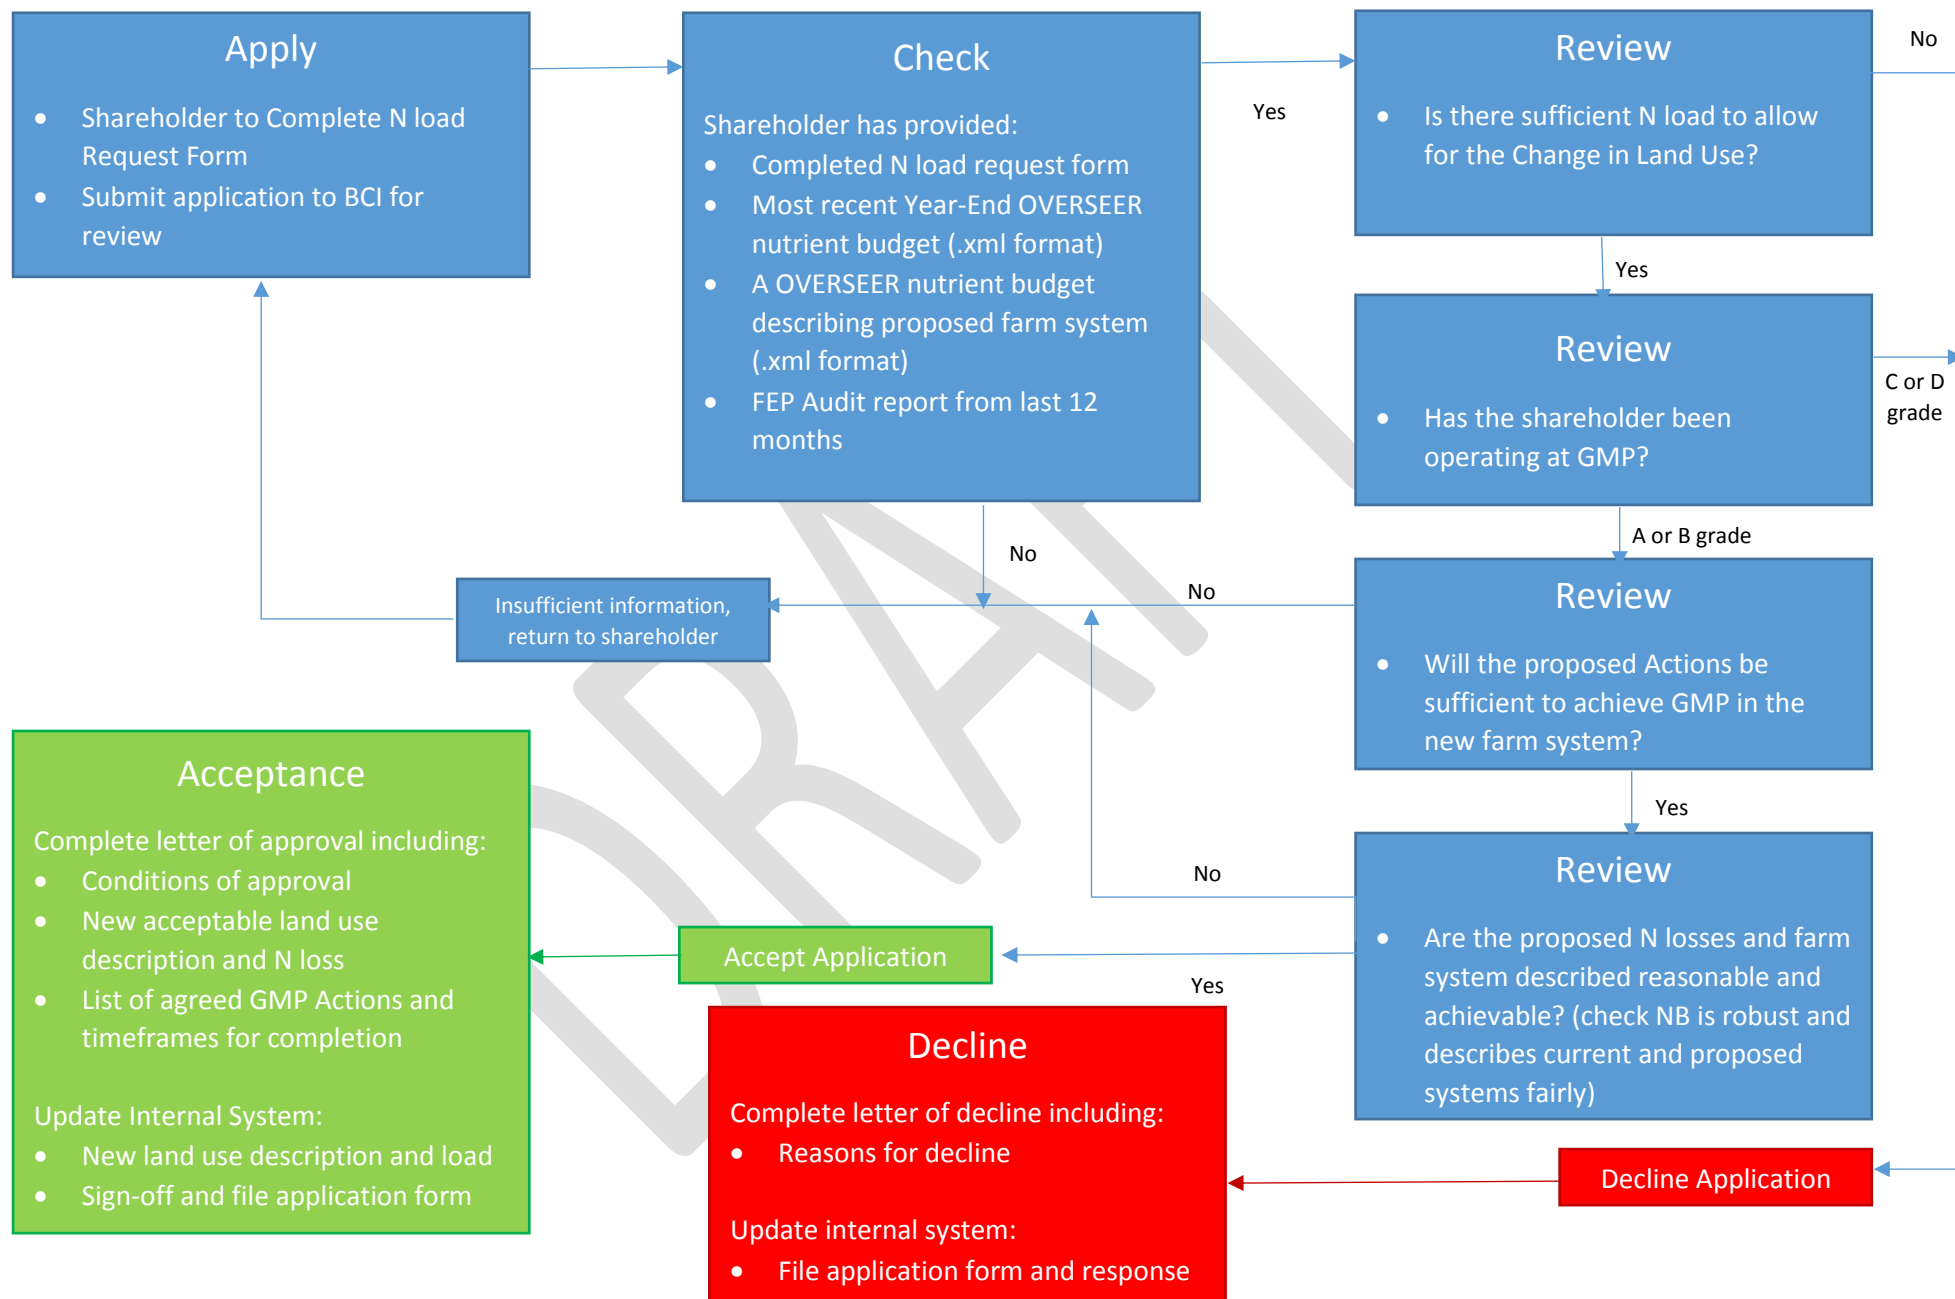 Apply
• Shareholder to Complete N load
Request Form
• Submit application to BCI for
review
Check
Shareholder has provided:
• Completed N load request form
• Most recent Year-End OVERSEER
nutrient budget (.xml format)
• A OVERSEER nutrient budget
describing proposed farm system
(.xml format)
• FEP Audit report from last 12
months
Yes
Review
• Is there sufficient N load to allow
for the Change in Land Use?
No
Yes
Review
• Has the shareholder been
operating at GMP?
C or D
grade
A or B grade
No
Insufficient information,
return to shareholder
No
Review
• Will the proposed Actions be
sufficient to achieve GMP in the
new farm system?
Yes
Review
• Are the proposed N losses and farm
system described reasonable and
achievable? (check NB is robust and
describes current and proposed
systems fairly)
No
Yes
Accept Application
Acceptance
Complete letter of approval including:
• Conditions of approval
• New acceptable land use
description and N loss
• List of agreed GMP Actions and
timeframes for completion
Update Internal System:
• New land use description and load
• Sign-off and file application form
Decline
Complete letter of decline including:
• Reasons for decline
Update internal system:
• File application form and response
Decline Application
DRAFT